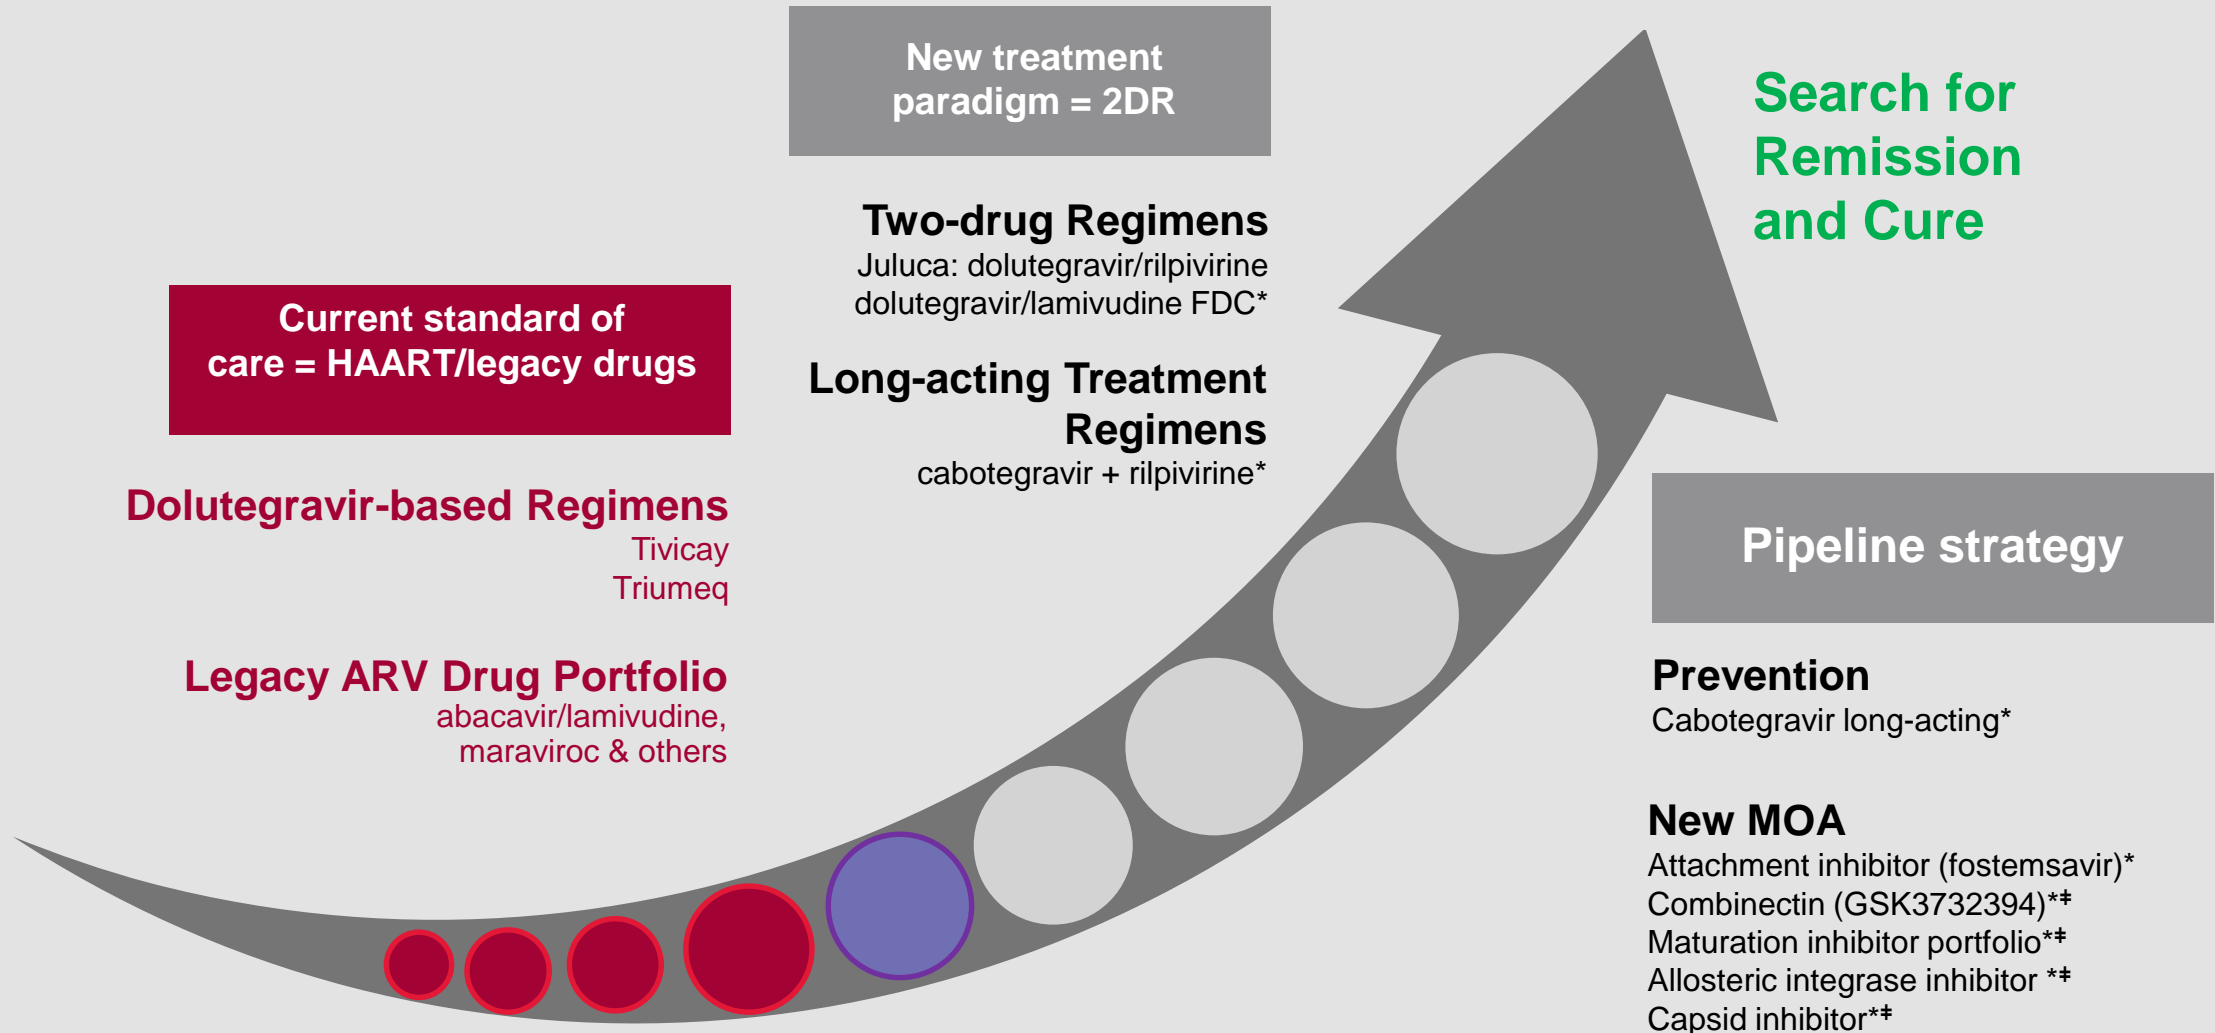 Current standard of
care = HAART/legacy drugs
Dolutegravir-based Regimens
Tivicay
Triumeq
Legacy ARV Drug Portfolio
abacavir/lamivudine,
maraviroc & others
New treatment
paradigm = 2DR
Two-drug Regimens
Juluca: dolutegravir/rilpivirine
dolutegravir/lamivudine FDC*
Long-acting Treatment
Regimens
cabotegravir + rilpivirine*
Search for
Remission
and Cure
Pipeline strategy
Prevention
Cabotegravir long-acting*
New MOA
Attachment inhibitor (fostemsavir)*
Combinectin (GSK3732394)*ǂ
Maturation inhibitor portfolio*ǂ
Allosteric integrase inhibitor *ǂ
Capsid inhibitor*ǂ